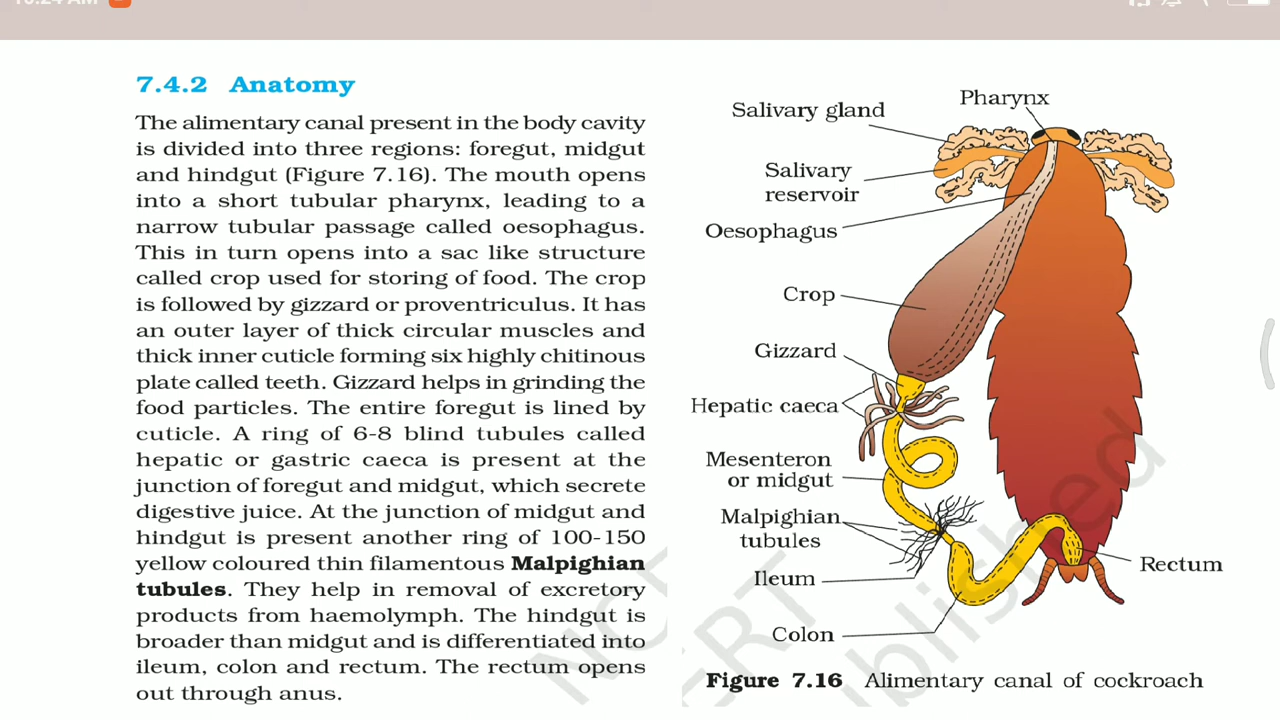 7.4.2 Anatomy
The alimentary canal present in the body cavity
is divided into three regions: foregut, midgut
and hindgut (Figure 7.16). The mouth opens
into a short tubular pharynx, leading to a
narrow tubular passage called oesophagus.
This in turn opens into a sac like structure
called crop used for storing of food. The crop
is followed by gizzard or proventriculus. It has
an outer layer of thick circular muscles and
thick inner cuticle forming six highly chitinous
plate called teeth. Gizzard helps in grinding the
food particles. The entire foregut is lined by
cuticle. A ring of 6-8 blind tubules called
hepatic or gastric caeca is present at the
junction of foregut and midgut, which secrete
digestive juice. At the junction of midgut and
hindgut is present another ring of 100-150
yellow coloured thin filamentous Malpighian
tubules. They help in removal of excretory
products from haemolymph. The hindgut is
broader than midgut and is differentiated into
ileum, colon and rectum. The rectum opens
out through anus.
Pharynx
Salivary gland
Salivary
reservoir
Oesophagus
Crop
Gizzard
Hepatic caeca
Mesenteron
or midgut
Malpighian
tubules
Ileum
Rectum
Colon
Figure 7.16 Alimentary canal of cockroach